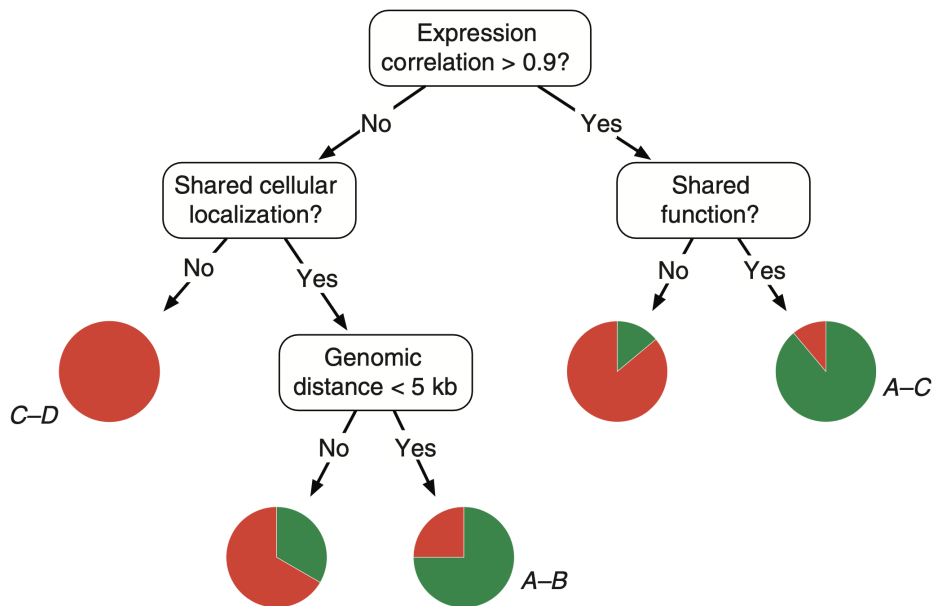 Expression
correlation > 0.9?
No
Yes
Shared cellular
localization?
Shared
function?
No
Yes
No
Yes
C–D
Genomic
distance < 5 kb
A–C
No
Yes
A–B